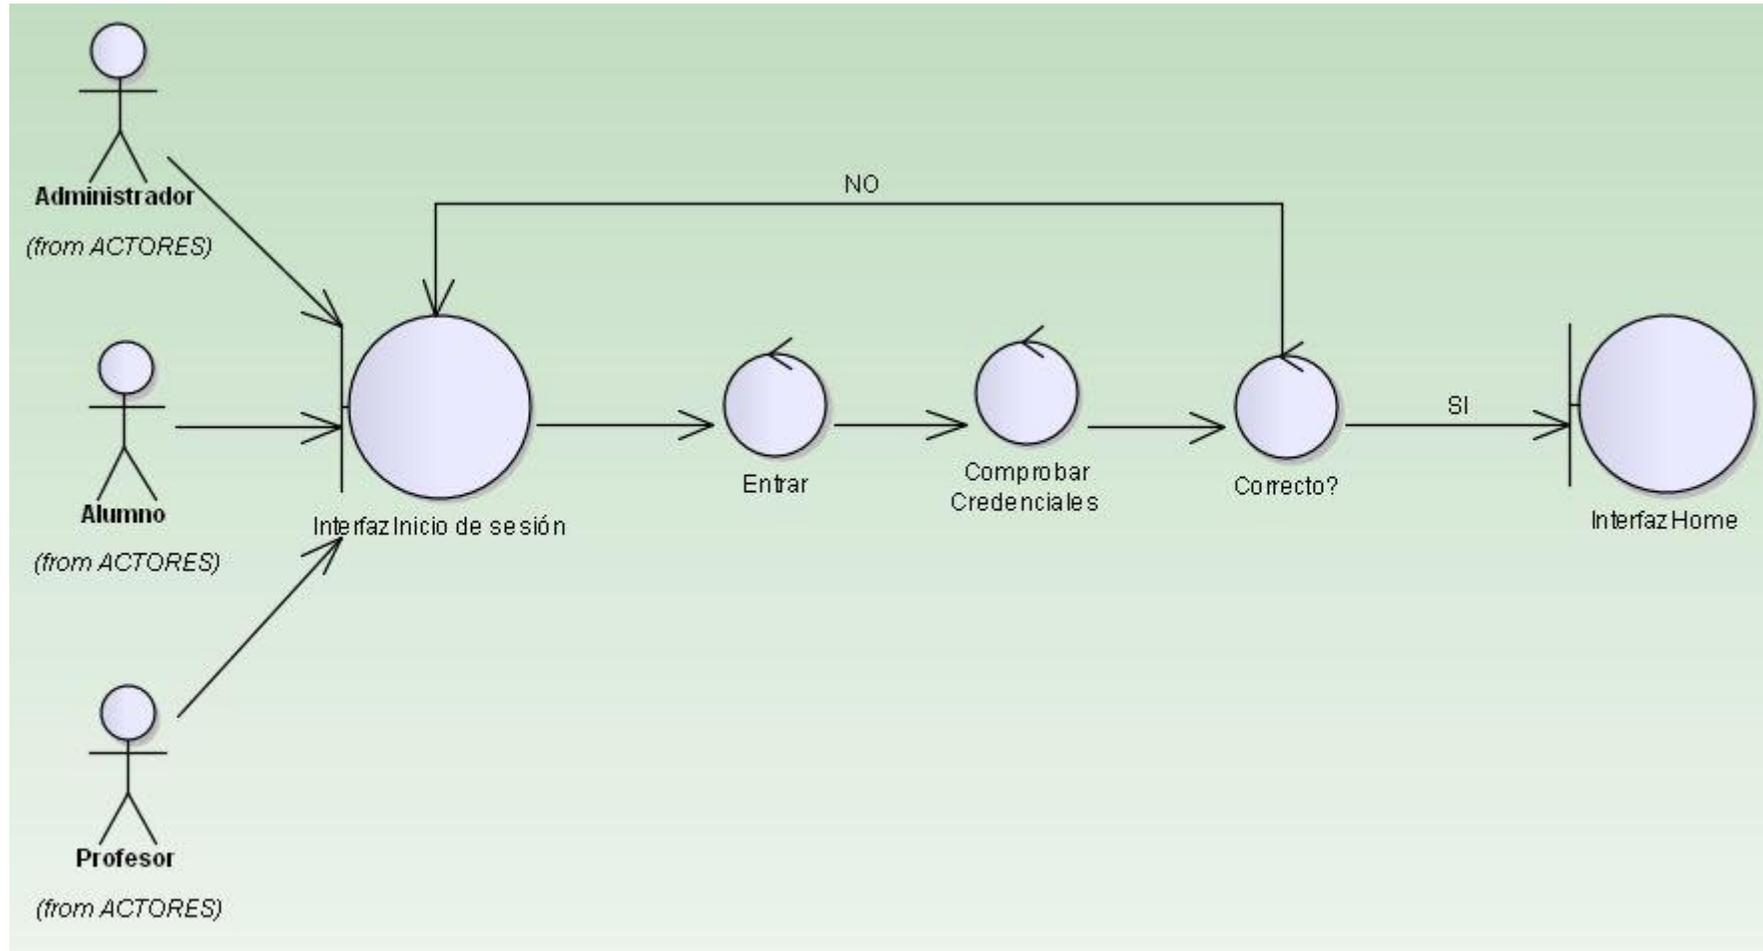 Administrador
(from ACTORES)
NO
Alumno
(from ACTORES)
Interfaz Inicio de sesión
Entrar
Comprobar
Credenciales
Correcto?
SI
Interfaz Home
Profesor
(from ACTORES)